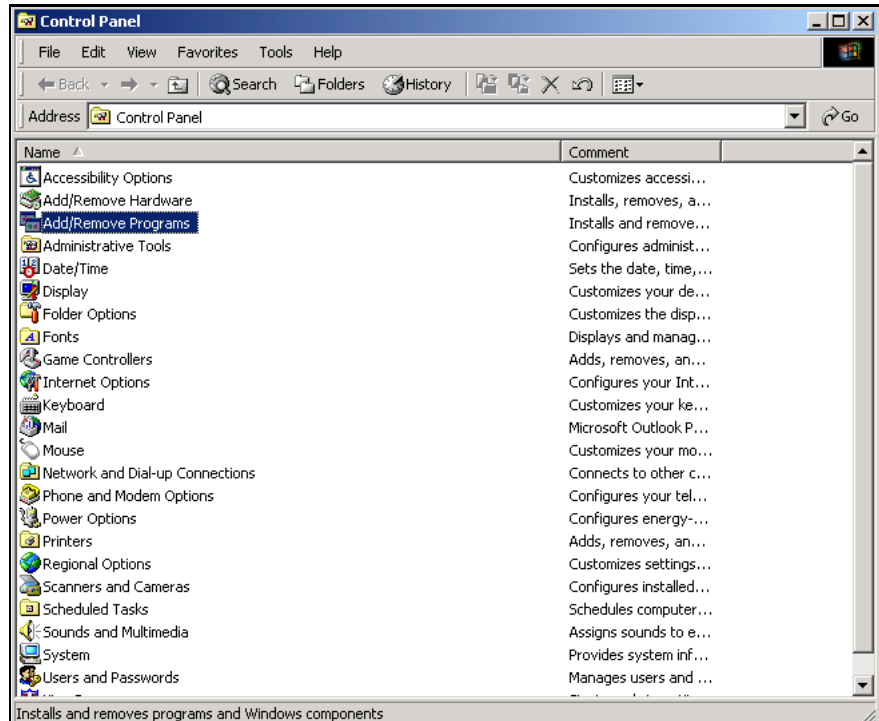 Control Panel
File Edit View Favorites Tools Help
Back Search Folders History
Address Control Panel Go
Name Comment
Accessibility Options Customizes accessi...
Add/Remove Hardware Installs, removes, a...
Add/Remove Programs Installs and remove...
Administrative Tools Configures administ...
Date/Time Sets the date, time,...
Display Customizes your de...
Folder Options Customizes the disp...
Fonts Displays and manag...
Game Controllers Adds, removes, an...
Internet Options Configures your Int...
Keyboard Customizes your ke...
Mail Microsoft Outlook P...
Mouse Customizes your mo...
Network and Dial-up Connections Connects to other c...
Phone and Modem Options Configures your tel...
Power Options Configures energy-...
Printers Adds, removes, an...
Regional Options Customizes settings...
Scanners and Cameras Configures installed...
Scheduled Tasks Schedules computer...
Sounds and Multimedia Assigns sounds to e...
System Provides system inf...
Users and Passwords Manages users and ...
Installs and removes programs and Windows components